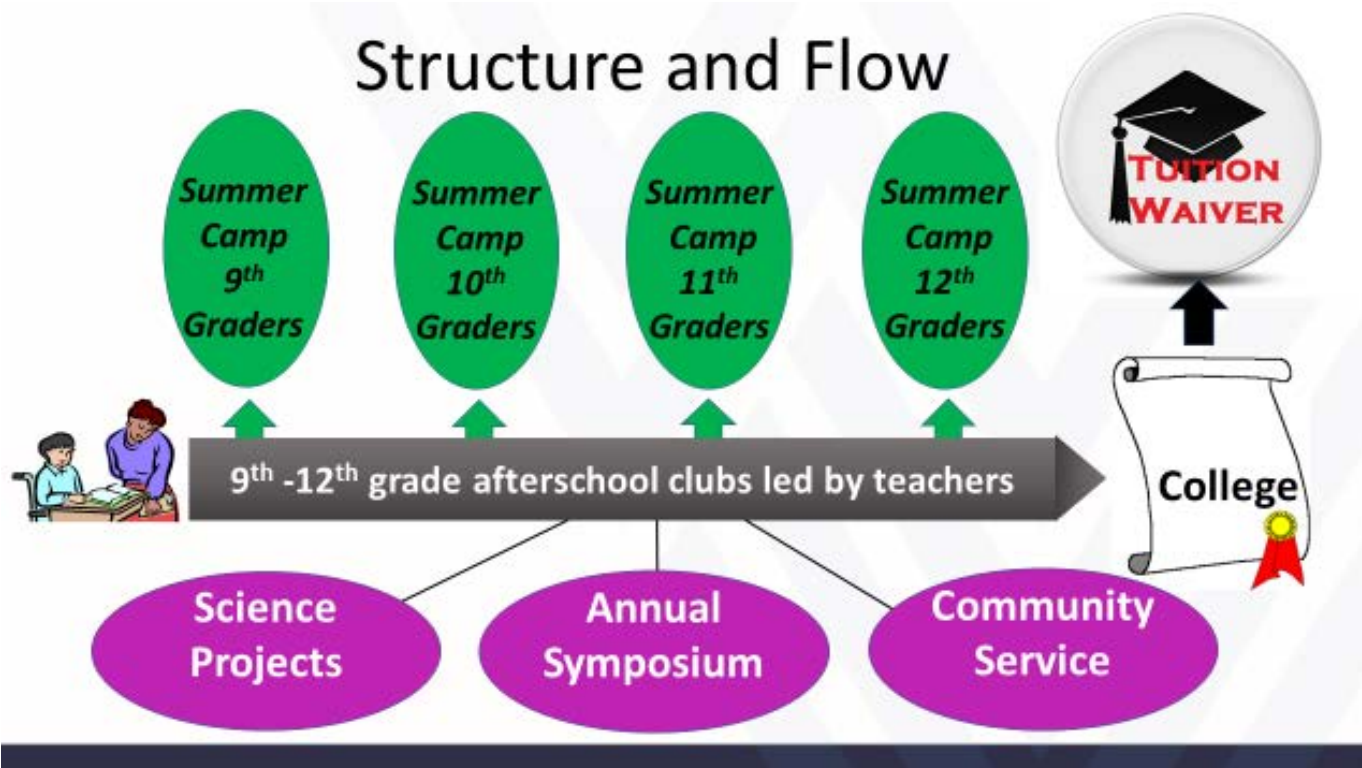 Structure and Flow
Summer
Camp
9th
Graders
Summer
Camp
10th
Graders
Summer
Camp
11th
Graders
Summer
Camp
12th
Graders
TUITION
WAIVER
9th -12th grade afterschool clubs led by teachers
College
Science
Projects
Annual
Symposium
Community
Service